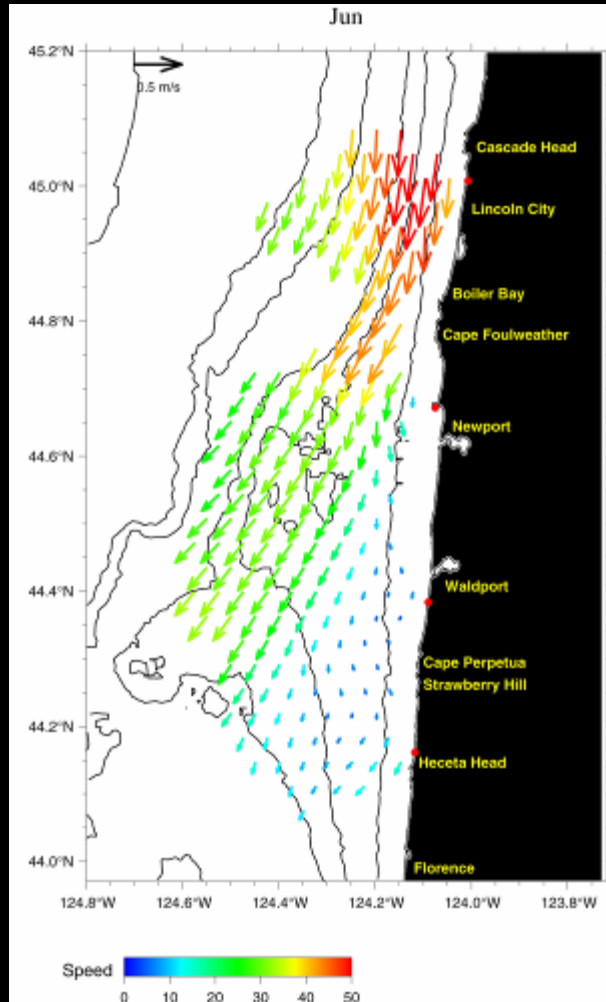 Jun
45.2°N
0.5 m/s
Cascade Head
45.0°N
Lincoln City
Boiler Bay
44.8°N
Cape Foulweather
Newport
44.6°N
Waldport
44.4°N
Cape Perpetua
Strawberry Hill
44.2°N
Heceta Head
44.0°N
Florence
124.8°W 124.6°W 124.4°W 124.2°W 124.0°W 123.8°W
Speed
0 10 20 30 40 50